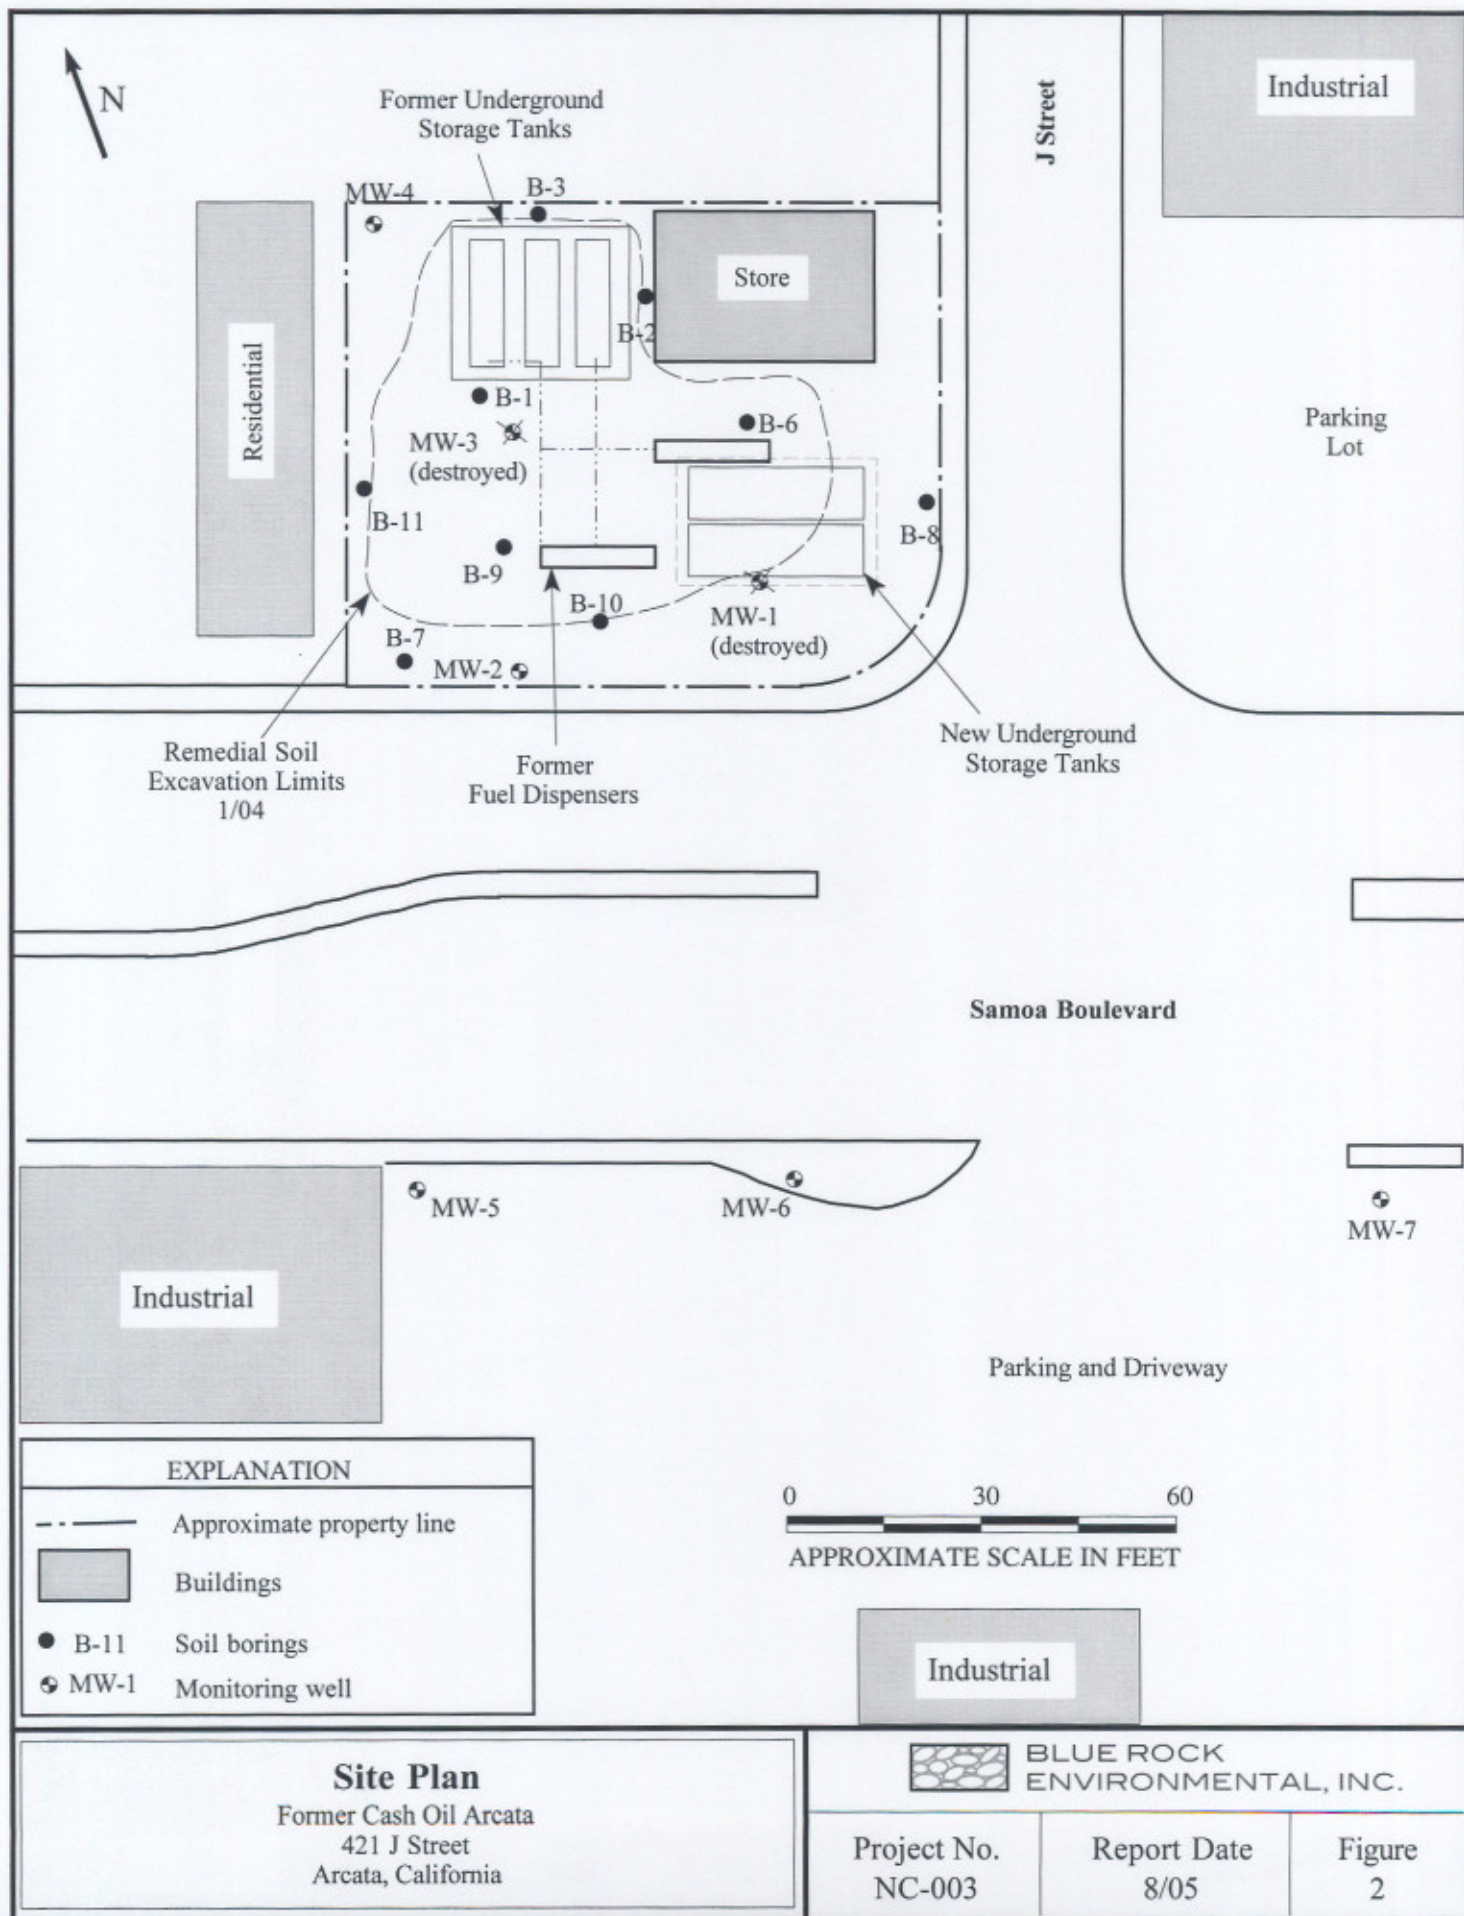 N
Former Underground
Storage Tanks
J Street
Industrial
MW-4
B-3
Store
B-2
Residential
B-1
MW-3
(destroyed)
B-6
Parking
Lot
B-11
B-8
B-9
B-10
MW-1
(destroyed)
B-7
MW-2
Remedial Soil
Excavation Limits
1/04
Former
Fuel Dispensers
New Underground
Storage Tanks
Samoa Boulevard
MW-5
MW-6
MW-7
Industrial
Parking and Driveway
EXPLANATION
Approximate property line
Buildings
B-11 Soil borings
MW-1 Monitoring well
0 30 60
APPROXIMATE SCALE IN FEET
Industrial
Site Plan
Former Cash Oil Arcata
421 J Street
Arcata, California
BLUE ROCK
ENVIRONMENTAL, INC.
Project No.
NC-003
Report Date
8/05
Figure
2